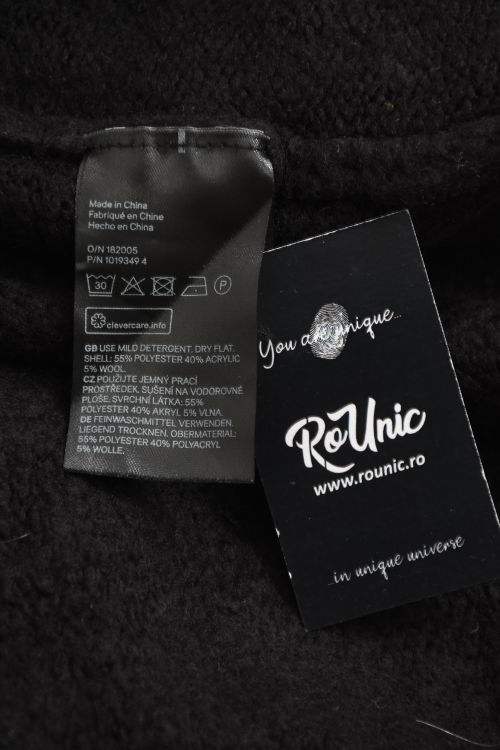 Made in China
Fabriqué en Chine
Hecho en China
O/N 182005
P/N 1019349 4
30
P
clevercare.info
GB USE MILD DETERGENT. DRY FLAT.
SHELL: 55% POLYESTER 40% ACRYLIC
5% WOOL.
CZ POUŽIJTE JEMNÝ PRACÍ
PROSTŘEDEK. SUŠENÍ NA VODOROVNÉ
PLOŠE. SVRCHNÍ LÁTKA: 55%
POLYESTER 40% AKRYL 5% VLNA.
DE FEINWASCHMITTEL VERWENDEN.
LIEGEND TROCKNEN. OBERMATERIAL:
55% POLYESTER 40% POLYACRYL
5% WOLLE.
You are unique...
RoUnic
www.rounic.ro
...in unique universe